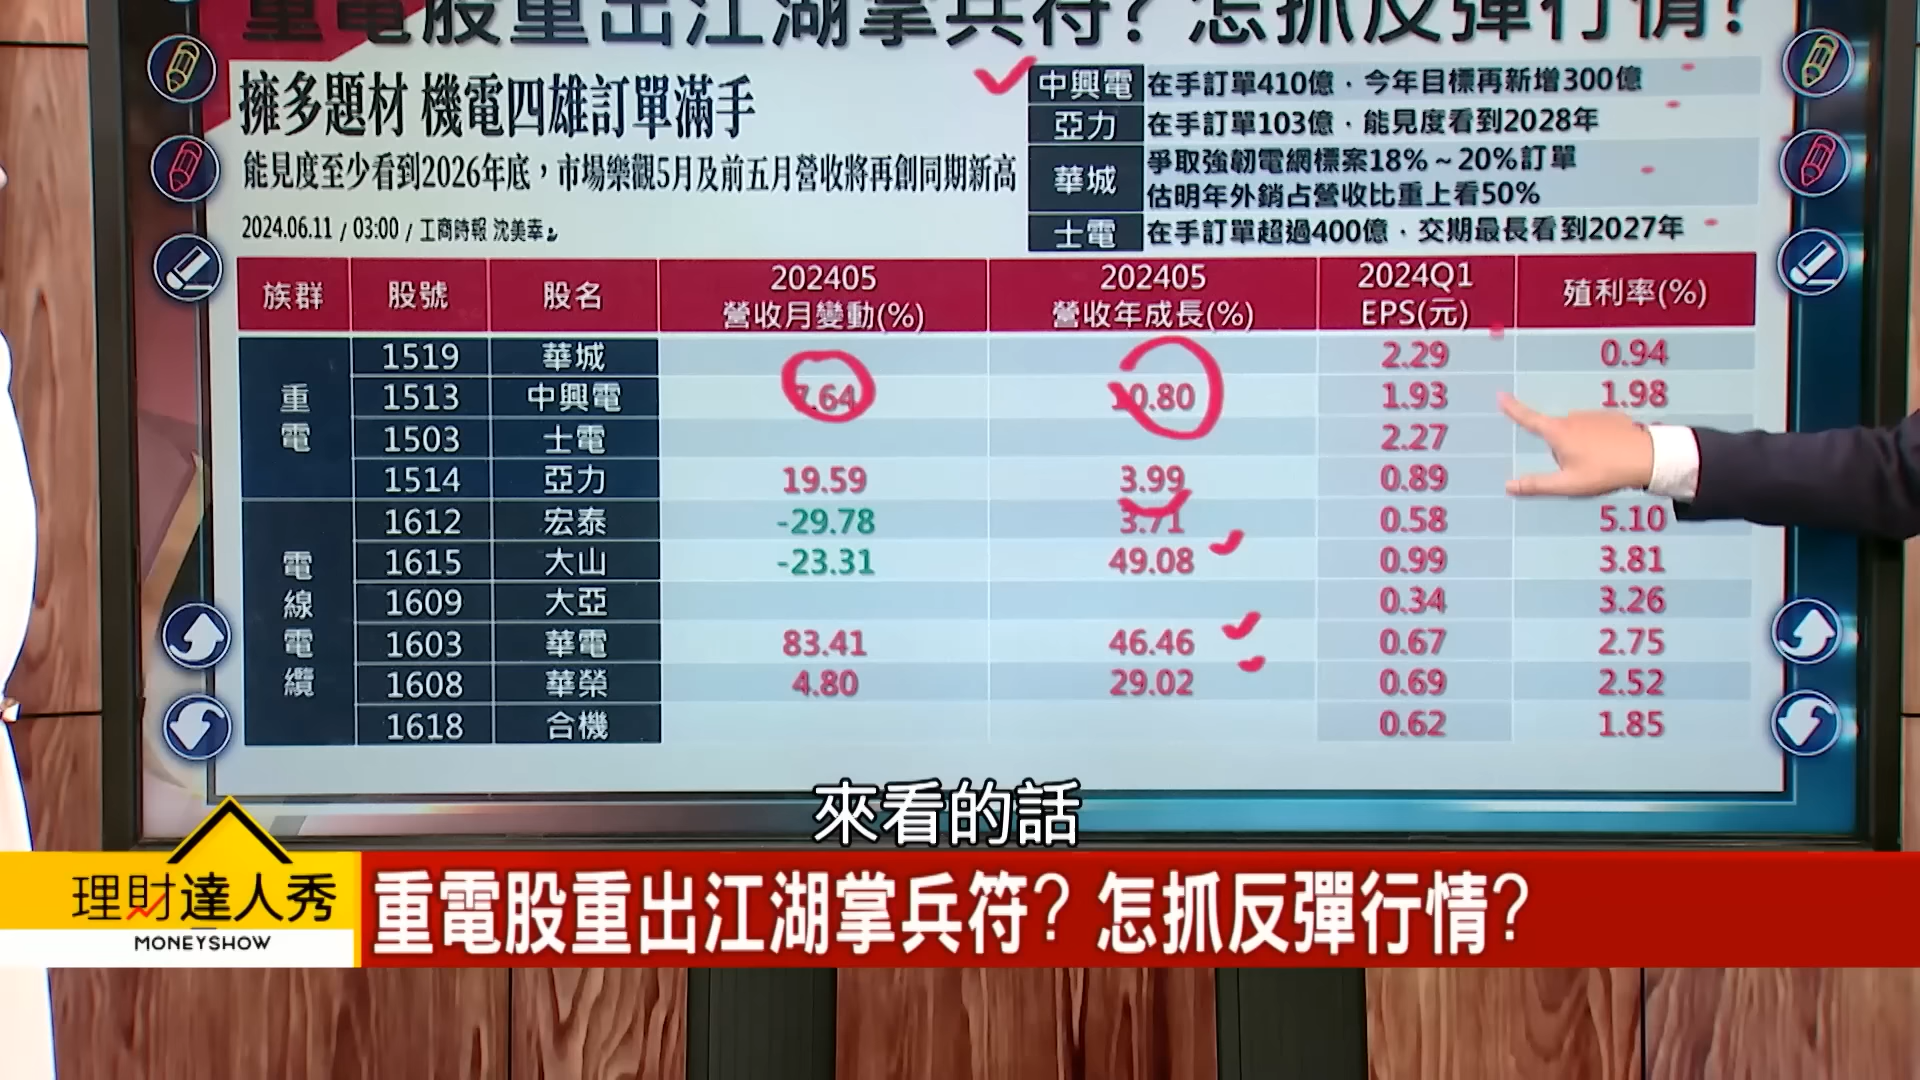 重電股重出江湖掌兵符?怎抓反彈行情?
擁多題材 機電四雄訂單滿手
能見度至少看到2026年底,市場樂觀5月及前五月營收將再創同期新高
2024.06.11 / 03:00 / 工商時報 沈美幸
中興電 在手訂單410億﹒今年目標再新增300億
亞力 在手訂單103億﹒能見度看到2028年
華城 爭取強韌電網標案18%~20%訂單
估明年外銷占營收比重上看50%
士電 在手訂單超過400億﹒交期最長看到2027年
族群 股號 股名 202405 營收月變動(%) 202405 營收年成長(%) 2024Q1 EPS(元) 殖利率(%)
重電
1519 華城 2.29 0.94
1513 中興電 7.64 0.80 1.93 1.98
1503 士電 2.27
1514 亞力 19.59 3.99 0.89
電線電纜
1612 宏泰 -29.78 3.71 0.58 5.10
1615 大山 -23.31 49.08 0.99 3.81
1609 大亞 0.34 3.26
1603 華電 83.41 46.46 0.67 2.75
1608 華榮 4.80 29.02 0.69 2.52
1618 合機 0.62 1.85
來看的話
理財達人秀
MONEYSHOW
重電股重出江湖掌兵符?怎抓反彈行情?